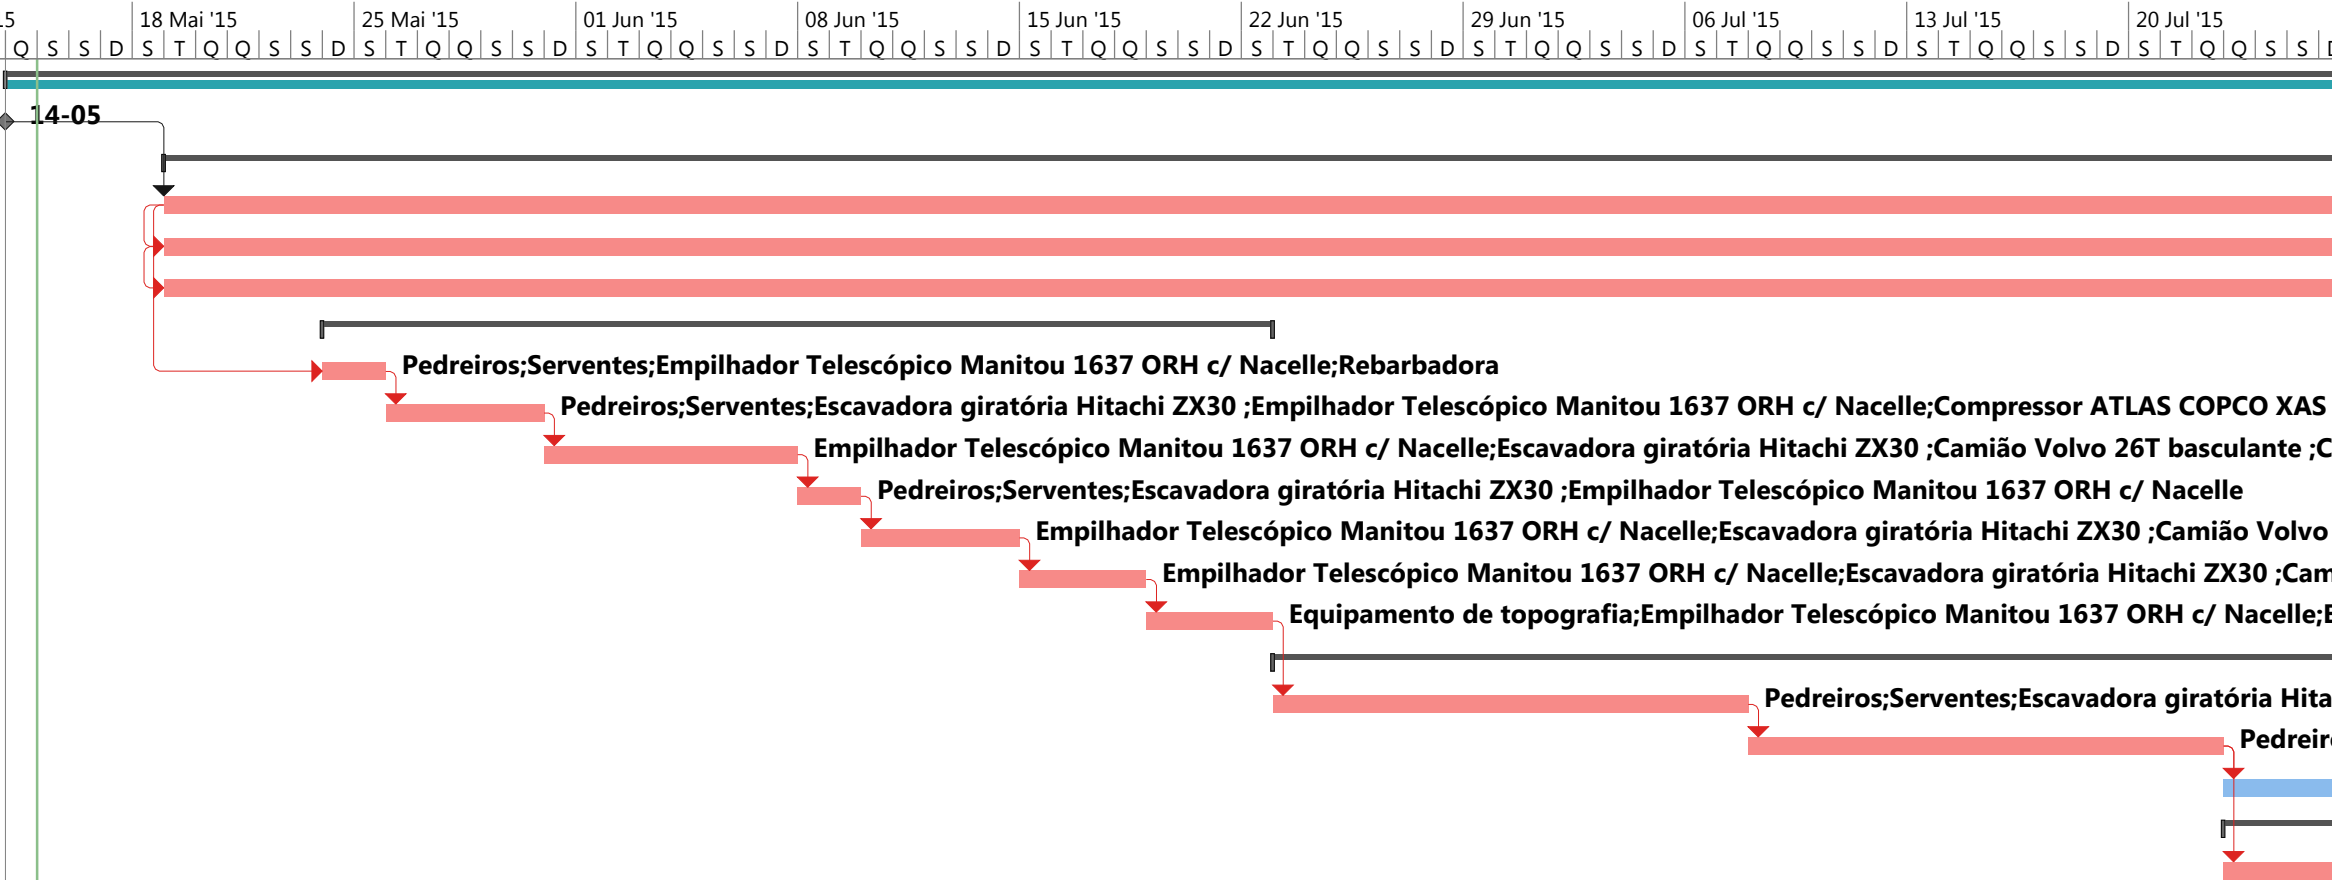 15 18 Mai '15 25 Mai '15 01 Jun '15 08 Jun '15 15 Jun '15 22 Jun '15 29 Jun '15 06 Jul '15 13 Jul '15 20 Jul '15
Q S S D S T Q Q S S D S T Q Q S S D S T Q Q S S D S T Q Q S S D S T Q Q S S D S T Q Q S S D S T Q Q S S D S T Q Q S S D S T Q Q S S D S T Q Q S S D
14-05
Pedreiros;Serventes;Empilhador Telescópico Manitou 1637 ORH c/ Nacelle;Rebarbadora
Pedreiros;Serventes;Escavadora giratória Hitachi ZX30 ;Empilhador Telescópico Manitou 1637 ORH c/ Nacelle;Compressor ATLAS COPCO XAS
Empilhador Telescópico Manitou 1637 ORH c/ Nacelle;Escavadora giratória Hitachi ZX30 ;Camião Volvo 26T basculante ;C
Pedreiros;Serventes;Escavadora giratória Hitachi ZX30 ;Empilhador Telescópico Manitou 1637 ORH c/ Nacelle
Empilhador Telescópico Manitou 1637 ORH c/ Nacelle;Escavadora giratória Hitachi ZX30 ;Camião Volvo
Empilhador Telescópico Manitou 1637 ORH c/ Nacelle;Escavadora giratória Hitachi ZX30 ;Cam
Equipamento de topografia;Empilhador Telescópico Manitou 1637 ORH c/ Nacelle;E
Pedreiros;Serventes;Escavadora giratória Hita
Pedreir